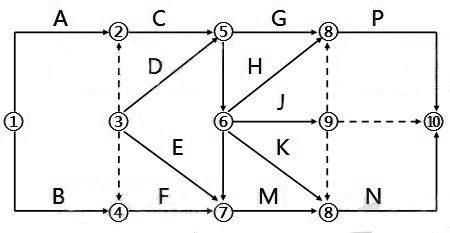 A C G P
② ⑤ ⑧
D H
J
① ③ ⑥ ⑨ ⑩
E K
B F M N
④ ⑦ ⑧